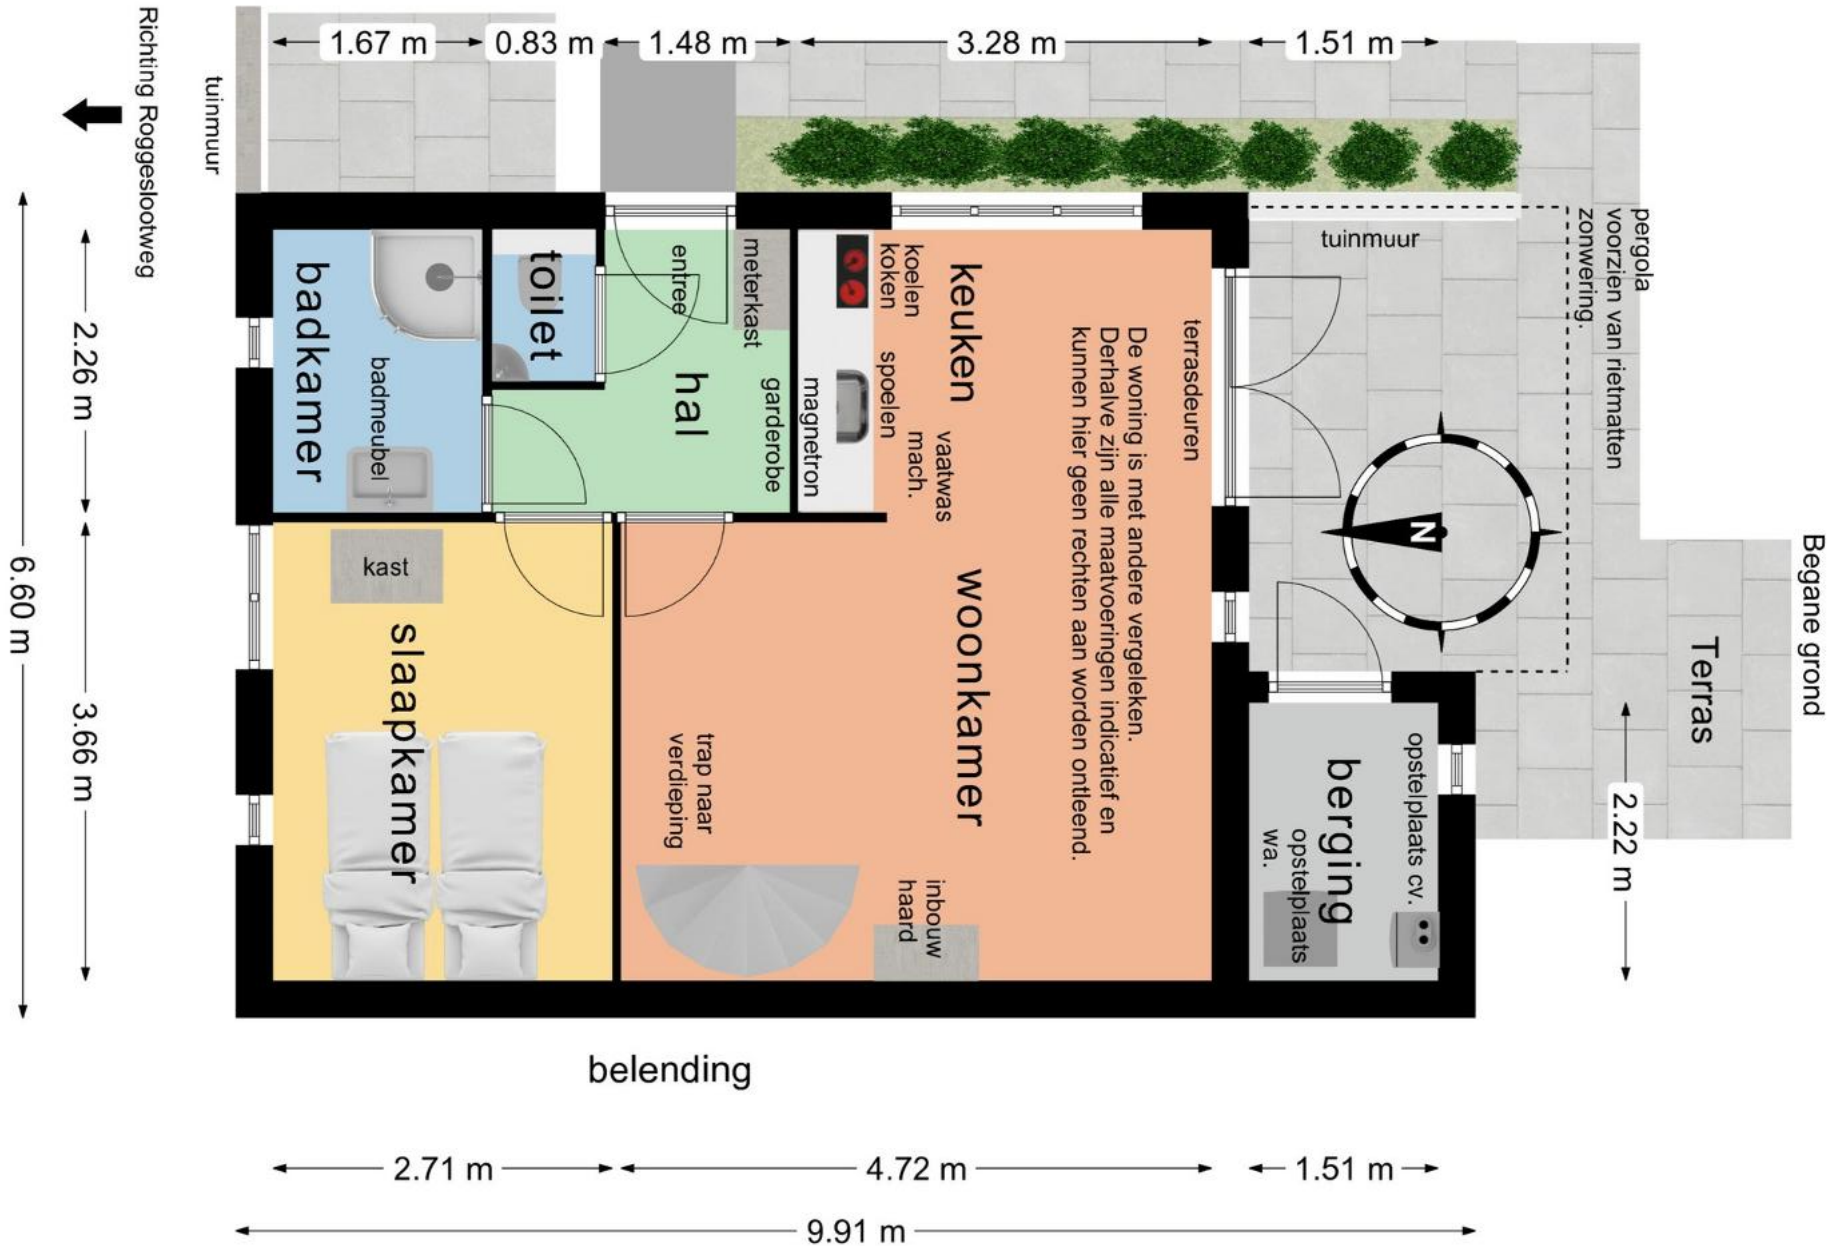 1.67 m
0.83 m
1.48 m
3.28 m
1.51 m
Richting Roggeslootweg
tuinmuur
6.60 m
2.26 m
3.66 m
badkamer
badmeubel
toilet
entree
hal
meterkast
garderobe
magnetron
koelen
koken
spoelen
vaatwas
mach.
keuken
De woning is met andere vergeleken.
Derhalve zijn alle maatvoeringen indicatief en
kunnen hier geen rechten aan worden ontleend.
terrasdeuren
tuinmuur
pergola
voorzien van rietmatten
zonwering.
N
Begane grond
Terras
2.22 m
kast
slaapkamer
woonkamer
trap naar
verdieping
inbouw
haard
berging
opstelplaats cv.
opstelplaats
wa.
belending
2.71 m
4.72 m
1.51 m
9.91 m